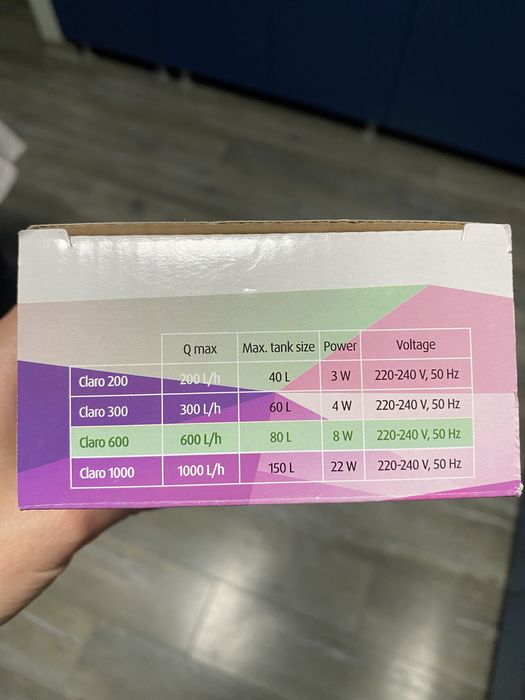 Q max Max. tank size Power Voltage
Claro 200 200 L/h 40 L 3 W 220-240 V, 50 Hz
Claro 300 300 L/h 60 L 4 W 220-240 V, 50 Hz
Claro 600 600 L/h 80 L 8 W 220-240 V, 50 Hz
Claro 1000 1000 L/h 150 L 22 W 220-240 V, 50 Hz